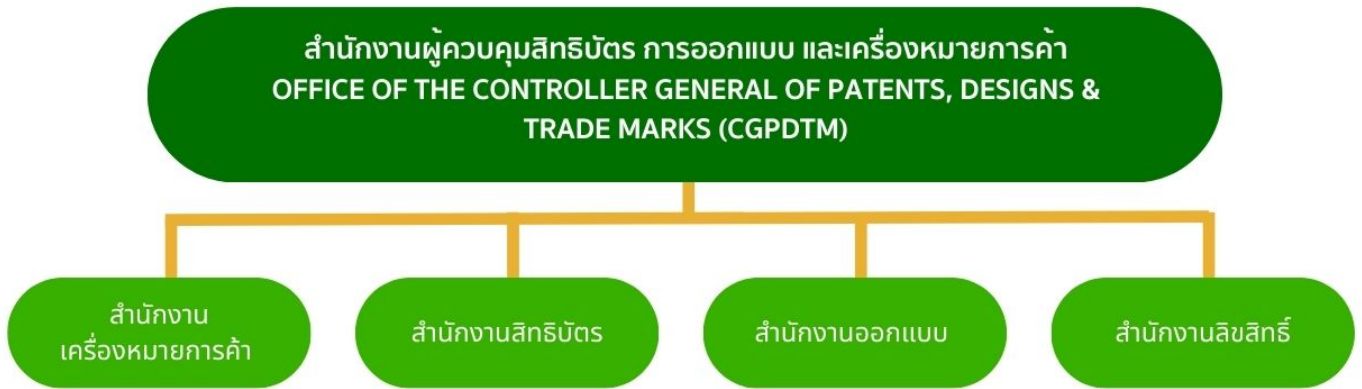 สำนักงานผู้ควบคุมสิทธิบัตร การออกแบบ และเครื่องหมายการค้า
OFFICE OF THE CONTROLLER GENERAL OF PATENTS, DESIGNS &
TRADE MARKS (CGPDTM)
สำนักงาน
เครื่องหมายการค้า
สำนักงานสิทธิบัตร
สำนักงานออกแบบ
สำนักงานลิขสิทธิ์